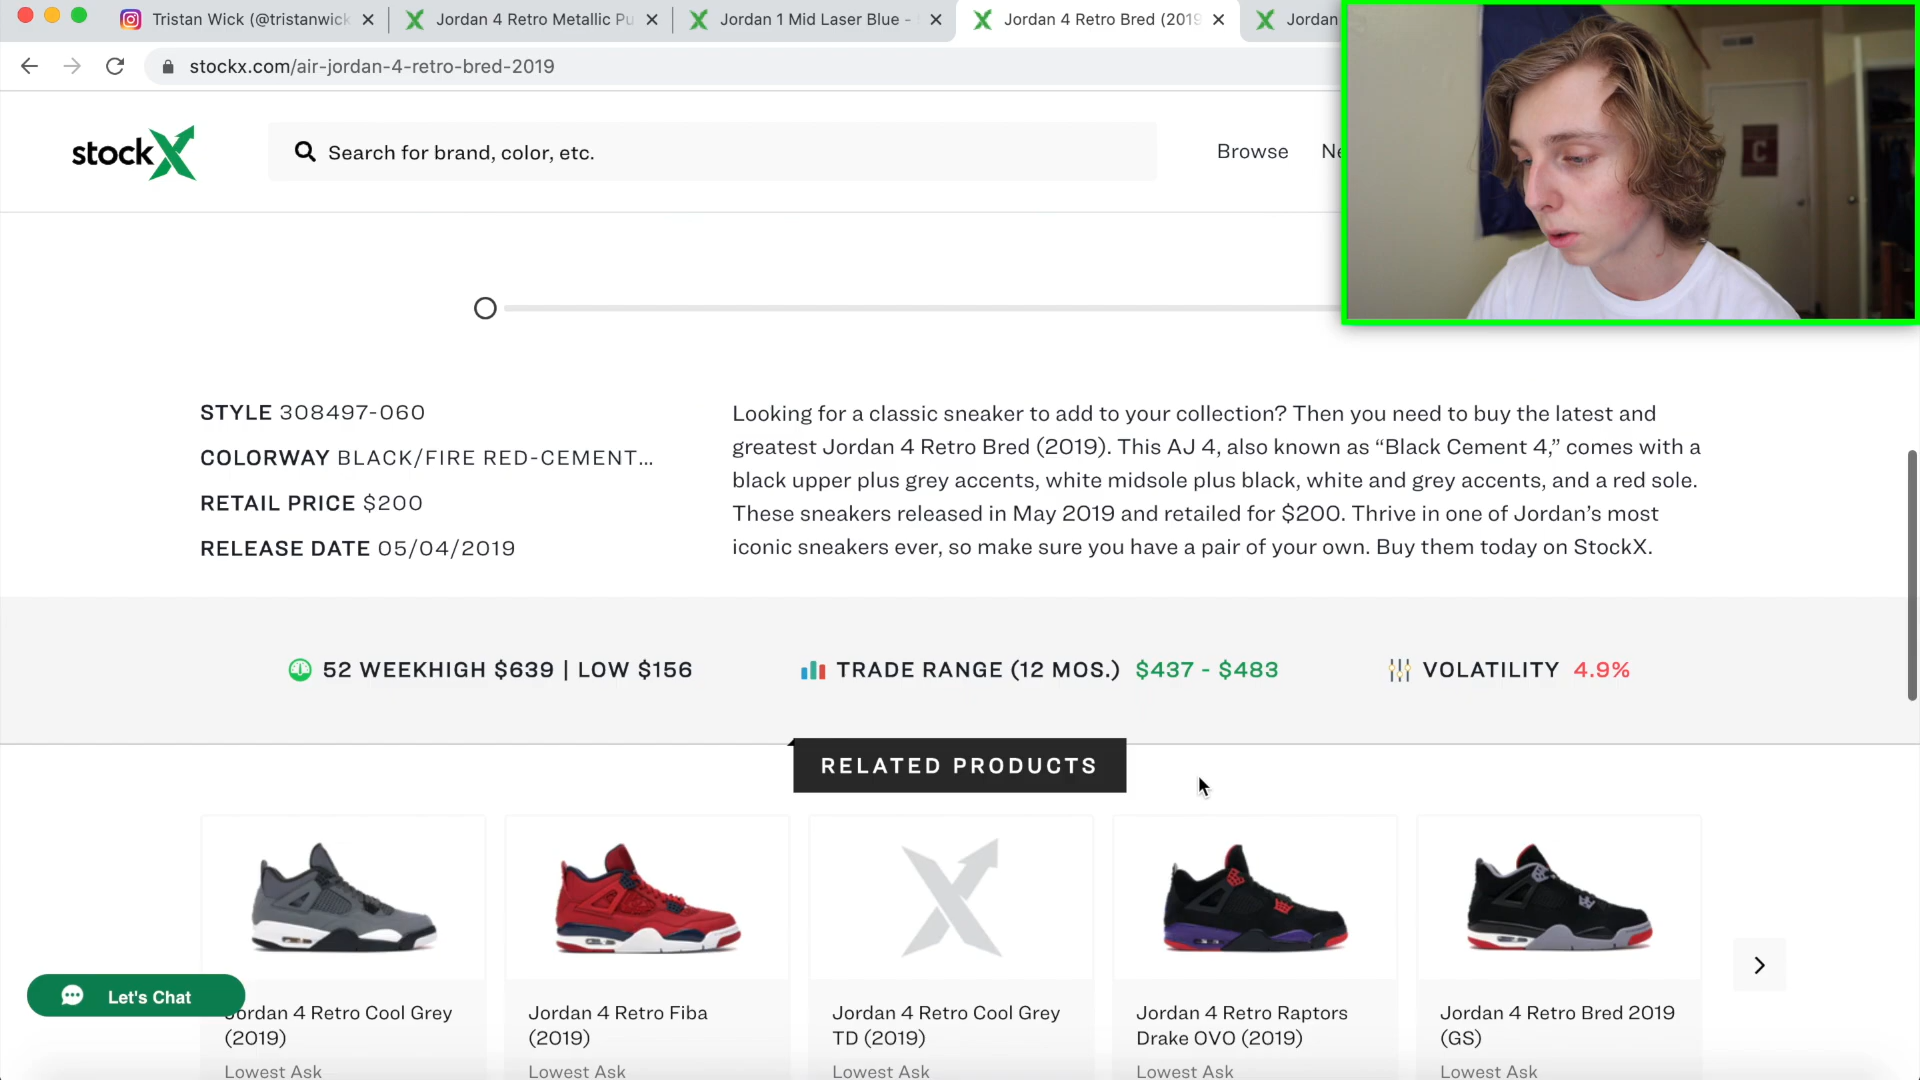 Tristan Wick (@tristanwick
Jordan 4 Retro Metallic Pu
Jordan 1 Mid Laser Blue -
Jordan 4 Retro Bred (2019
Jordan
stockx.com/air-jordan-4-retro-bred-2019
stockX
Search for brand, color, etc.
Browse
Ne
C
STYLE 308497-060
COLORWAY BLACK/FIRE RED-CEMENT...
RETAIL PRICE $200
RELEASE DATE 05/04/2019
Looking for a classic sneaker to add to your collection? Then you need to buy the latest and
greatest Jordan 4 Retro Bred (2019). This AJ 4, also known as “Black Cement 4,” comes with a
black upper plus grey accents, white midsole plus black, white and grey accents, and a red sole.
These sneakers released in May 2019 and retailed for $200. Thrive in one of Jordan’s most
iconic sneakers ever, so make sure you have a pair of your own. Buy them today on StockX.
52 WEEKHIGH $639 | LOW $156
TRADE RANGE (12 MOS.) $437 - $483
VOLATILITY 4.9%
RELATED PRODUCTS
Let's Chat
Jordan 4 Retro Cool Grey
(2019)
Lowest Ask
Jordan 4 Retro Fiba
(2019)
Lowest Ask
Jordan 4 Retro Cool Grey
TD (2019)
Lowest Ask
Jordan 4 Retro Raptors
Drake OVO (2019)
Lowest Ask
Jordan 4 Retro Bred 2019
(GS)
Lowest Ask